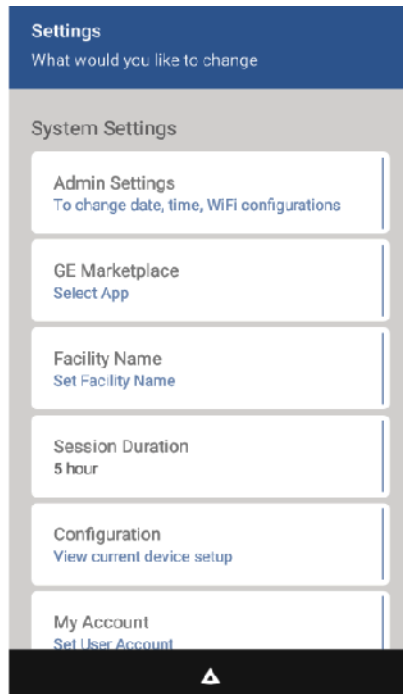 Settings
What would you like to change
System Settings
Admin Settings
To change date, time, WiFi configurations
GE Marketplace
Select App
Facility Name
Set Facility Name
Session Duration
5 hour
Configuration
View current device setup
My Account
Set User Account